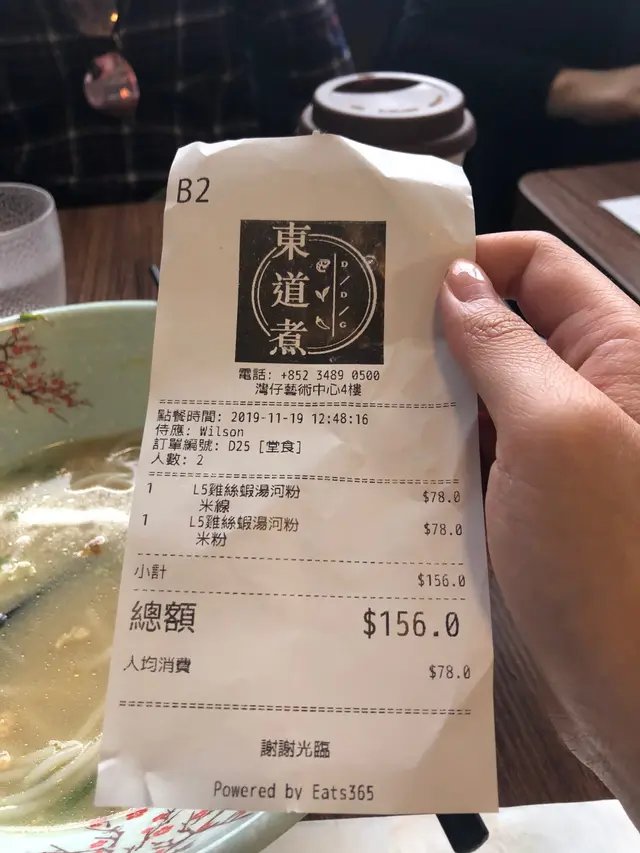 B2
東道煮
D/D/G
電話: +852 3489 0500
灣仔藝術中心4樓
點餐時間: 2019-11-19 12:48:16
侍應: Wilson
訂單編號: D25 [堂食]
人數: 2
1 L5雞絲蝦湯河粉 $78.0
米線
1 L5雞絲蝦湯河粉 $78.0
米粉
小計 $156.0
總額 $156.0
人均消費 $78.0
謝謝光臨
Powered by Eats365